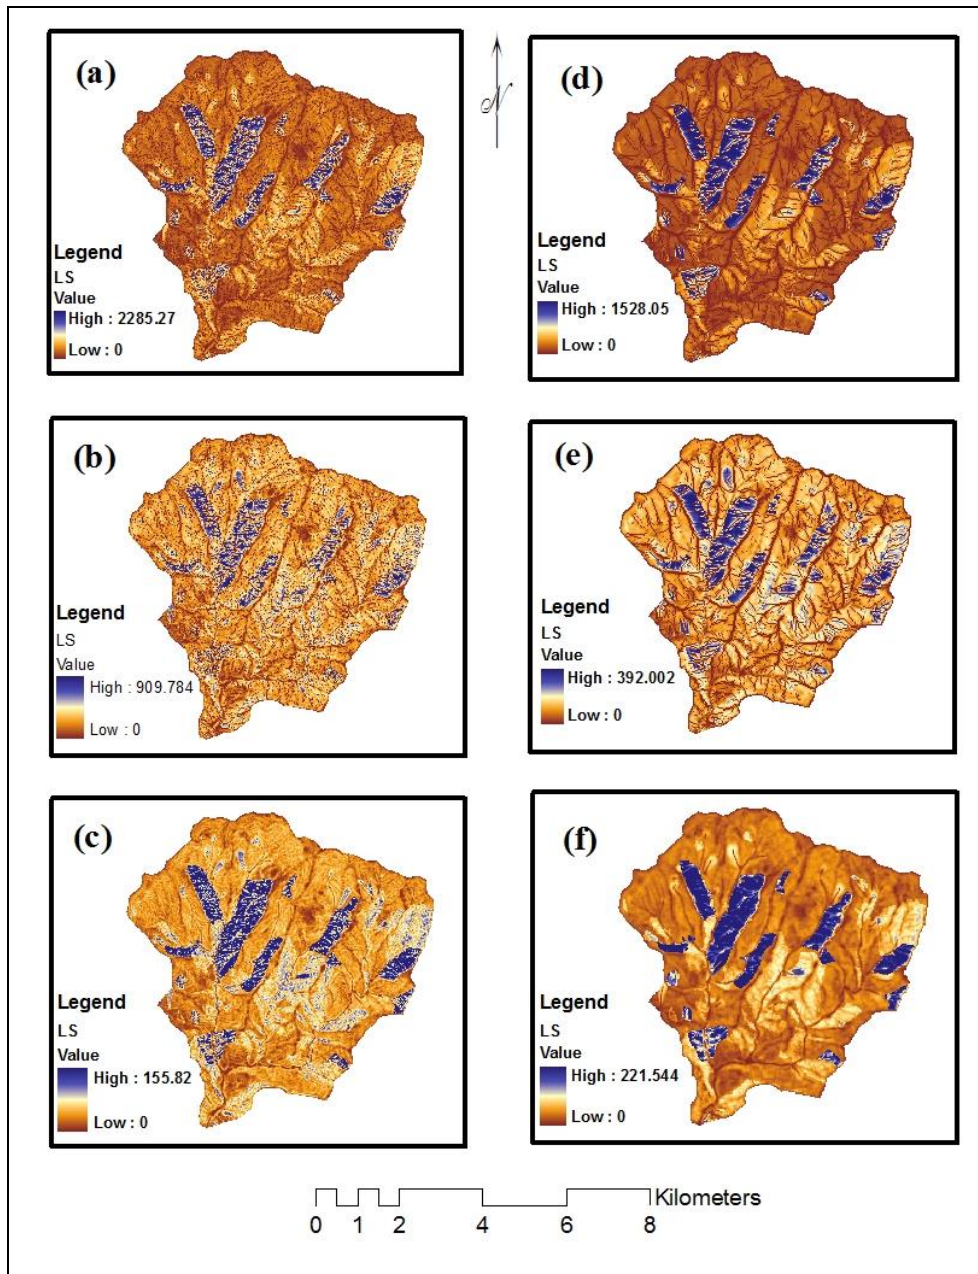 (a)
Legend
LS
Value
High : 2285.27
Low : 0
N
(d)
Legend
LS
Value
High : 1528.05
Low : 0
(b)
Legend
LS
Value
High : 909.784
Low : 0
(e)
Legend
LS
Value
High : 392.002
Low : 0
(c)
Legend
LS
Value
High : 155.82
Low : 0
(f)
Legend
LS
Value
High : 221.544
Low : 0
Kilometers
0 1 2 4 6 8